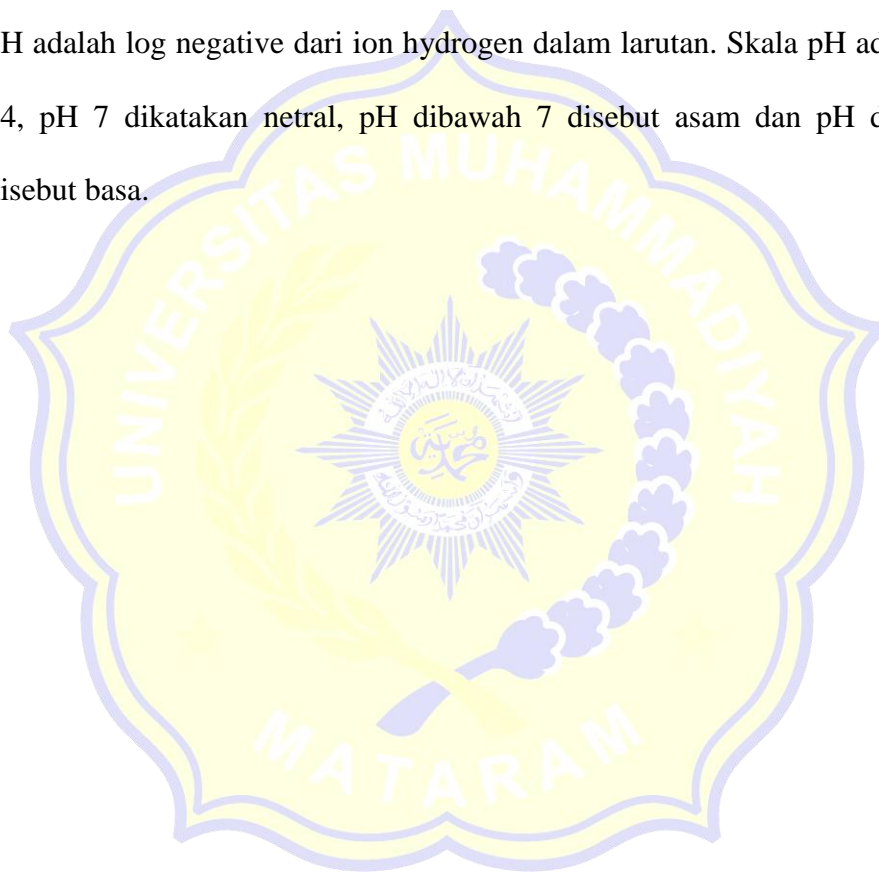 H adalah log negative dari ion hydrogen dalam larutan. Skala pH ad
4, pH 7 dikatakan netral, pH dibawah 7 disebut asam dan pH d
isebut basa.
UNIVERSITAS MUHAMMADIYAH
MATARAM